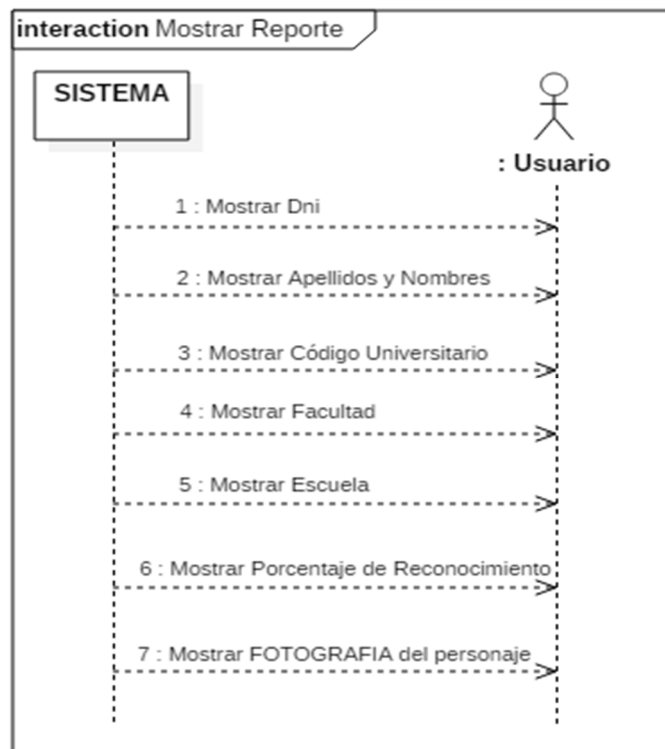 interaction Mostrar Reporte
SISTEMA
: Usuario
1 : Mostrar Dni
2 : Mostrar Apellidos y Nombres
3 : Mostrar Código Universitario
4 : Mostrar Facultad
5 : Mostrar Escuela
6 : Mostrar Porcentaje de Reconocimiento
7 : Mostrar FOTOGRAFIA del personaje